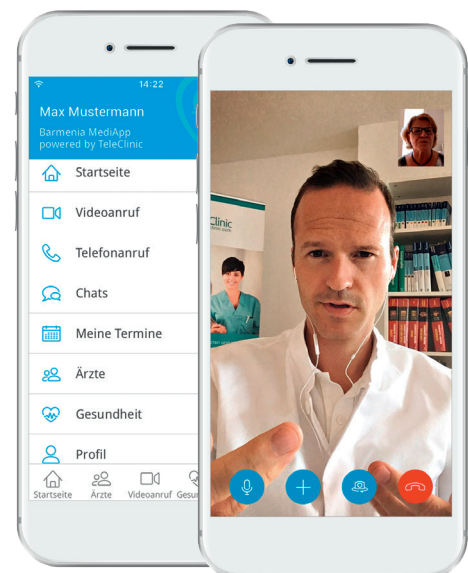 14:22
Max Mustermann
Barmenia MediApp
powered by TeleClinic
Startseite
Videoanruf
Telefonanruf
Chats
Meine Termine
Ärzte
Gesundheit
Profil
Startseite Ärzte Videoanruf
Clinic